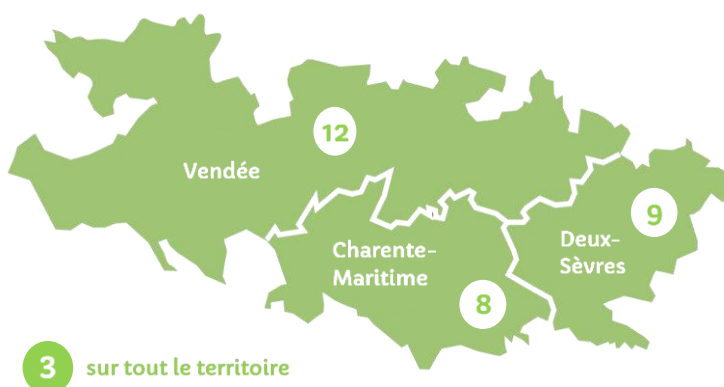 12
Vendée
9
Deux-
Sèvres
Charente-
Maritime
8
3 sur tout le territoire